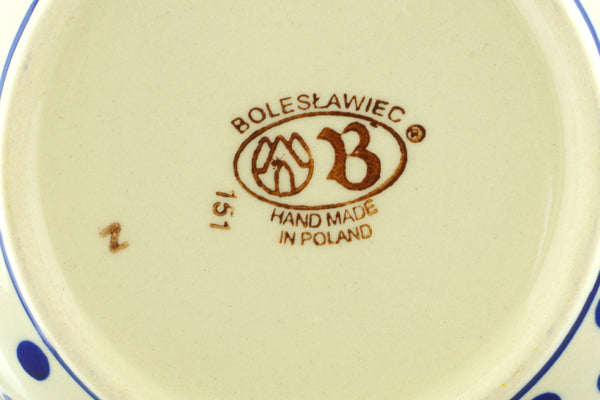 BOLESŁAWIEC
®
B
HAND MADE
IN POLAND
151
N